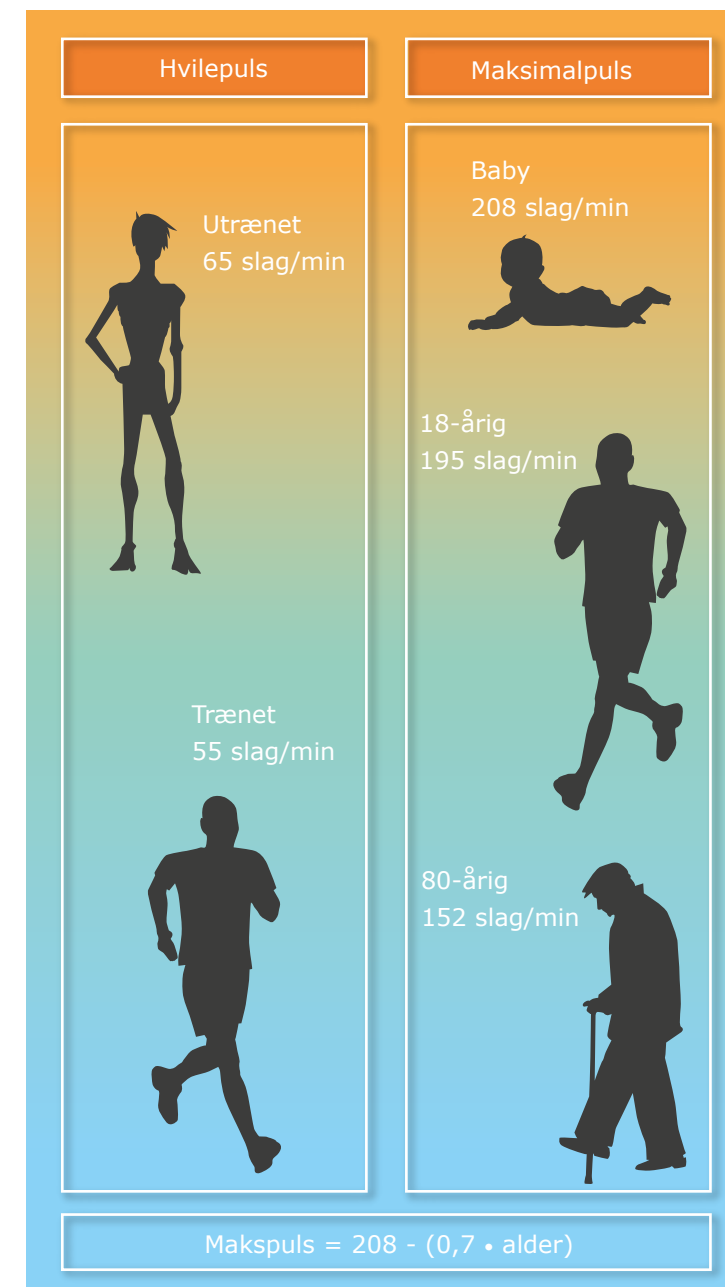 Hvilepuls
Utrænet
65 slag/min
Trænet
55 slag/min
Maksimalpuls
Baby
208 slag/min
18-årig
195 slag/min
80-årig
152 slag/min
Makspuls = 208 - (0,7 • alder)